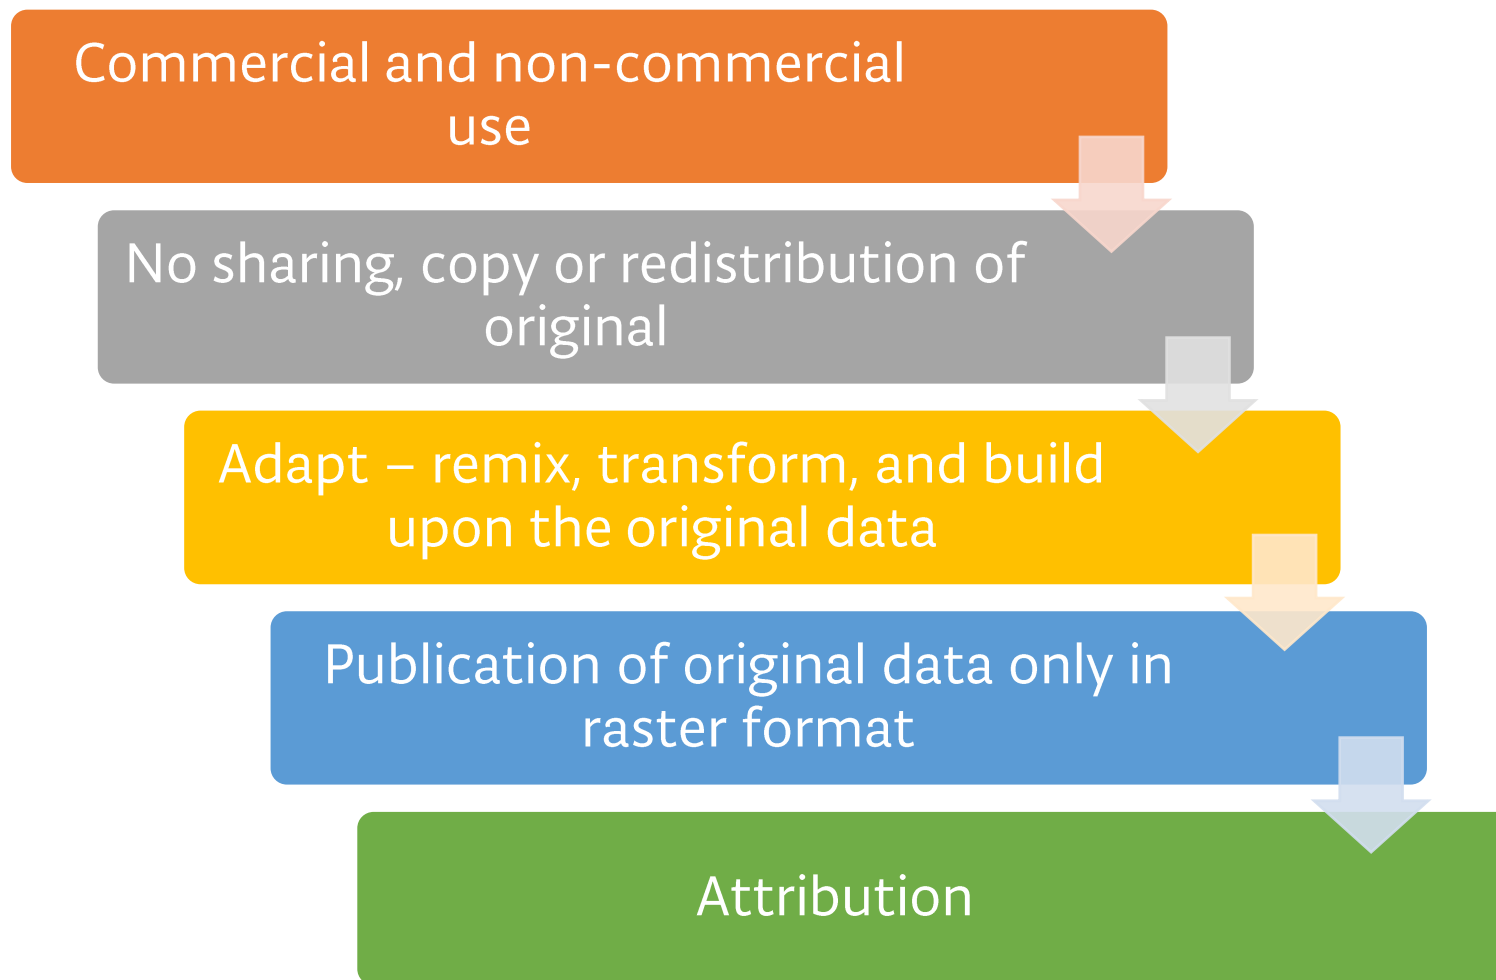 Commercial and non-commercial
use
No sharing, copy or redistribution of
original
Adapt – remix, transform, and build
upon the original data
Publication of original data only in
raster format
Attribution